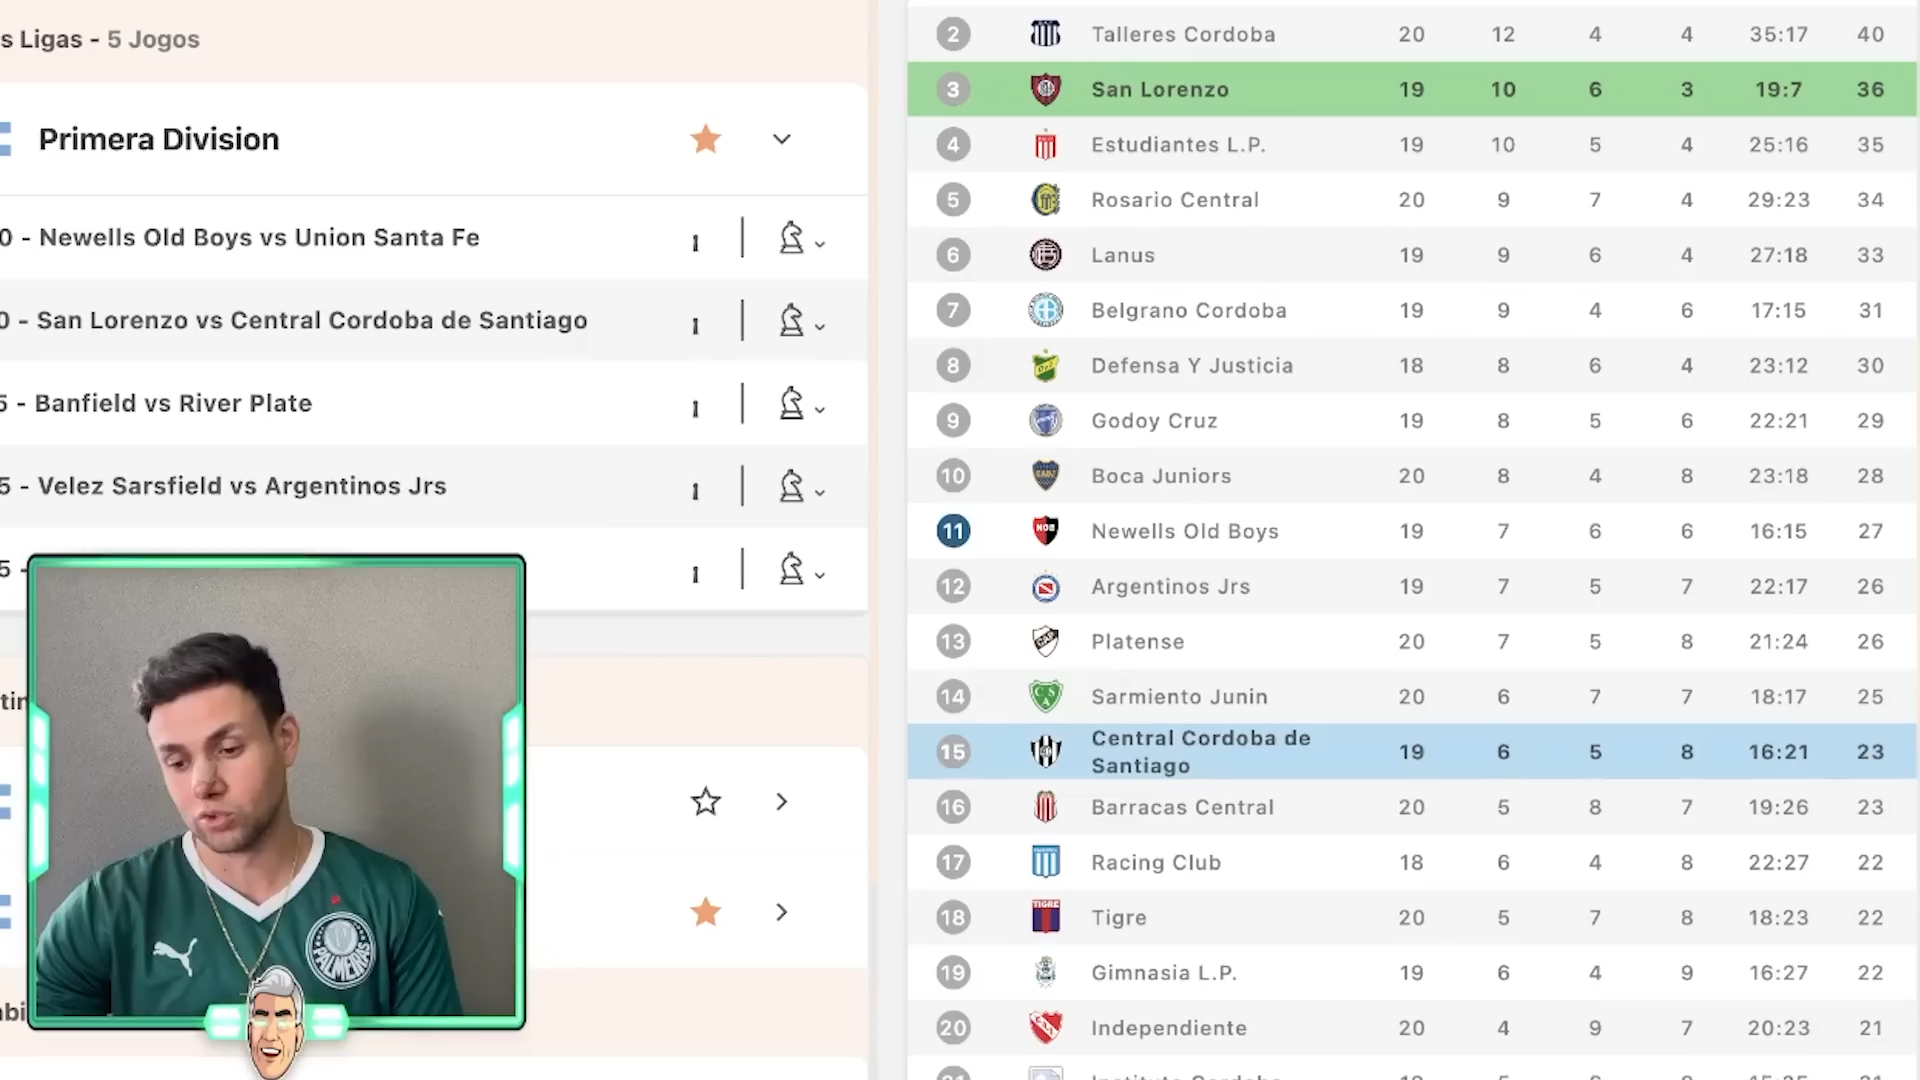 s Ligas - 5 Jogos
Primera Division
0 - Newells Old Boys vs Union Santa Fe
0 - San Lorenzo vs Central Cordoba de Santiago
5 - Banfield vs River Plate
5 - Velez Sarsfield vs Argentinos Jrs
5 -
PALMEIRAS
2 Talleres Cordoba 20 12 4 4 35:17 40
3 San Lorenzo 19 10 6 3 19:7 36
4 Estudiantes L.P. 19 10 5 4 25:16 35
5 Rosario Central 20 9 7 4 29:23 34
6 Lanus 19 9 6 4 27:18 33
7 Belgrano Cordoba 19 9 4 6 17:15 31
8 Defensa Y Justicia 18 8 6 4 23:12 30
9 Godoy Cruz 19 8 5 6 22:21 29
10 Boca Juniors 20 8 4 8 23:18 28
11 Newells Old Boys 19 7 6 6 16:15 27
12 Argentinos Jrs 19 7 5 7 22:17 26
13 Platense 20 7 5 8 21:24 26
14 Sarmiento Junin 20 6 7 7 18:17 25
15 Central Cordoba de
Santiago 19 6 5 8 16:21 23
16 Barracas Central 20 5 8 7 19:26 23
17 Racing Club 18 6 4 8 22:27 22
18 Tigre 20 5 7 8 18:23 22
19 Gimnasia L.P. 19 6 4 9 16:27 22
20 Independiente 20 4 9 7 20:23 21